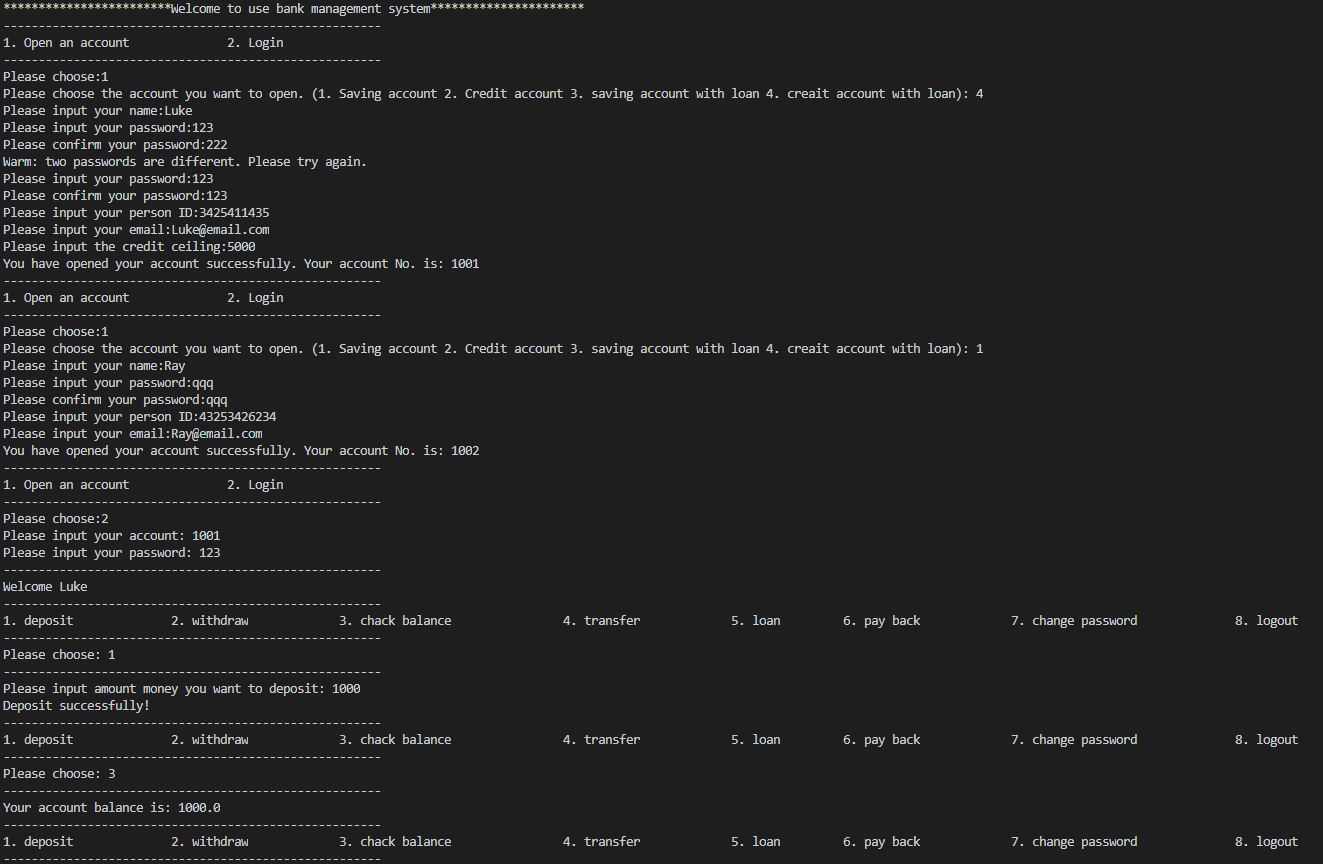 ************************Welcome to use bank management system**********************
------------------------------------------------------
1. Open an account              2. Login
------------------------------------------------------
Please choose:1
Please choose the account you want to open. (1. Saving account 2. Credit account 3. saving account with loan 4. creait account with loan): 4
Please input your name:Luke
Please input your password:123
Please confirm your password:222
Warm: two passwords are different. Please try again.
Please input your password:123
Please confirm your password:123
Please input your person ID:3425411435
Please input your email:Luke@email.com
Please input the credit ceiling:5000
You have opened your account successfully. Your account No. is: 1001
------------------------------------------------------
1. Open an account              2. Login
------------------------------------------------------
Please choose:1
Please choose the account you want to open. (1. Saving account 2. Credit account 3. saving account with loan 4. creait account with loan): 1
Please input your name:Ray
Please input your password:qqq
Please confirm your password:qqq
Please input your person ID:43253426234
Please input your email:Ray@email.com
You have opened your account successfully. Your account No. is: 1002
------------------------------------------------------
1. Open an account              2. Login
------------------------------------------------------
Please choose:2
Please input your account: 1001
Please input your password: 123
------------------------------------------------------
Welcome Luke
------------------------------------------------------
1. deposit              2. withdraw             3. chack balance                4. transfer             5. loan         6. pay back             7. change password              8. logout
------------------------------------------------------
Please choose: 1
------------------------------------------------------
Please input amount money you want to deposit: 1000
Deposit successfully!
------------------------------------------------------
1. deposit              2. withdraw             3. chack balance                4. transfer             5. loan         6. pay back             7. change password              8. logout
------------------------------------------------------
Please choose: 3
------------------------------------------------------
Your account balance is: 1000.0
------------------------------------------------------
1. deposit              2. withdraw             3. chack balance                4. transfer             5. loan         6. pay back             7. change password              8. logout
------------------------------------------------------